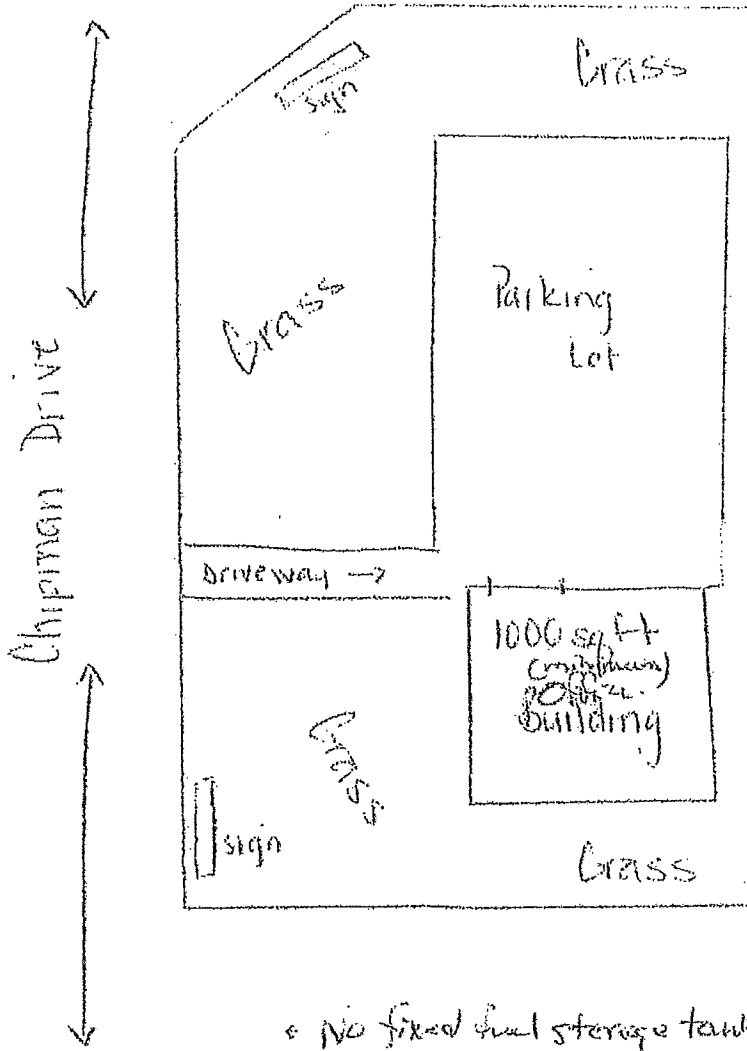 Grass
sign
Grass
Parking
Lot
Chipman Drive
Driveway →
1000 sq ft
(minimum)
building
Grass
sign
Grass
• No fixed fuel storage tank